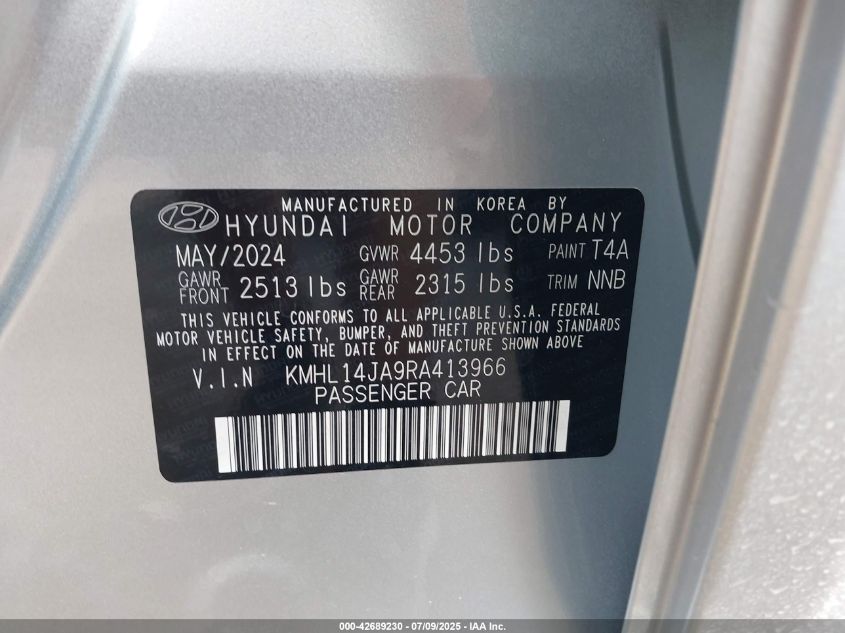 MANUFACTURED IN KOREA BY
HYUNDAI MOTOR COMPANY
MAY/2024 GVWR 4453 lbs PAINT T4A
GAWR FRONT 2513 lbs GAWR REAR 2315 lbs TRIM NNB
THIS VEHICLE CONFORMS TO ALL APPLICABLE U.S.A. FEDERAL
MOTOR VEHICLE SAFETY, BUMPER, AND THEFT PREVENTION STANDARDS
IN EFFECT ON THE DATE OF MANUFACTURE SHOWN ABOVE
V.I.N KMHL14JA9RA413966
PASSENGER CAR
000-42689230 - 07/09/2025 - IAA Inc.